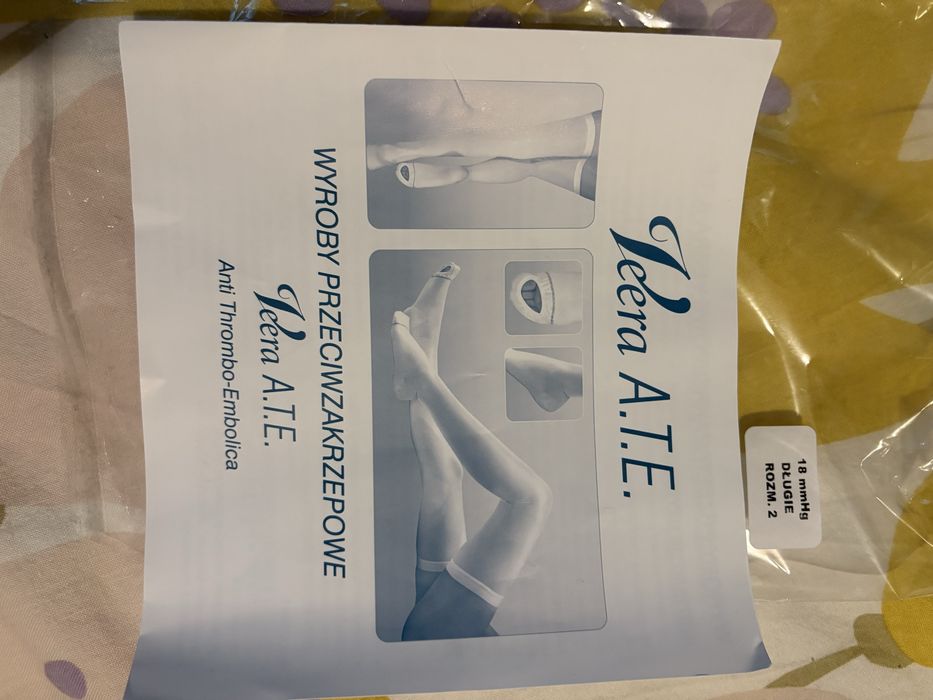 Veera A.T.E.
WYROBY PRZECIWZAKRZEPOWE
Veera A.T.E.
Anti Thrombo-Embolica
18 mmHg
DŁUGIE
ROZM. 2